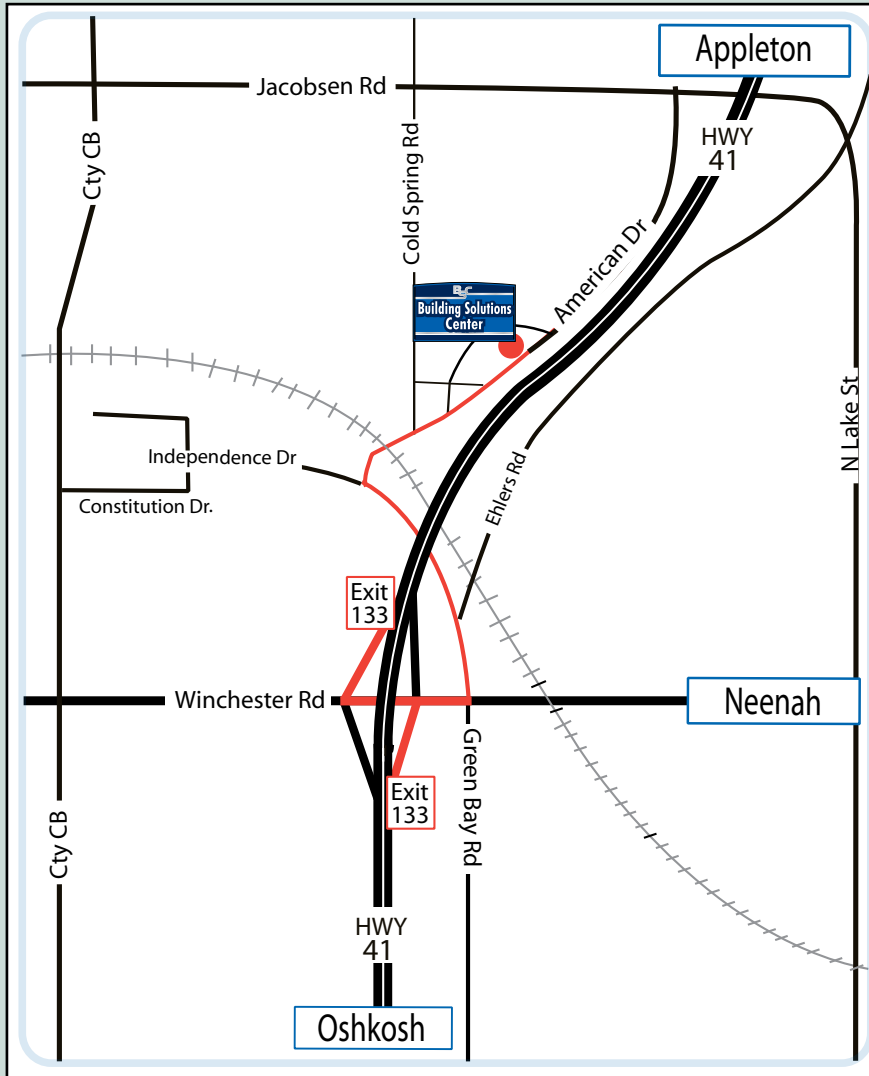 Appleton
Jacobsen Rd
HWY
41
Cty CB
Cold Spring Rd
American Dr
BSC
Building Solutions
Center
N Lake St
Independence Dr
Ehlers Rd
Constitution Dr.
Exit
133
Winchester Rd
Neenah
Green Bay Rd
Exit
133
Cty CB
HWY
41
Oshkosh